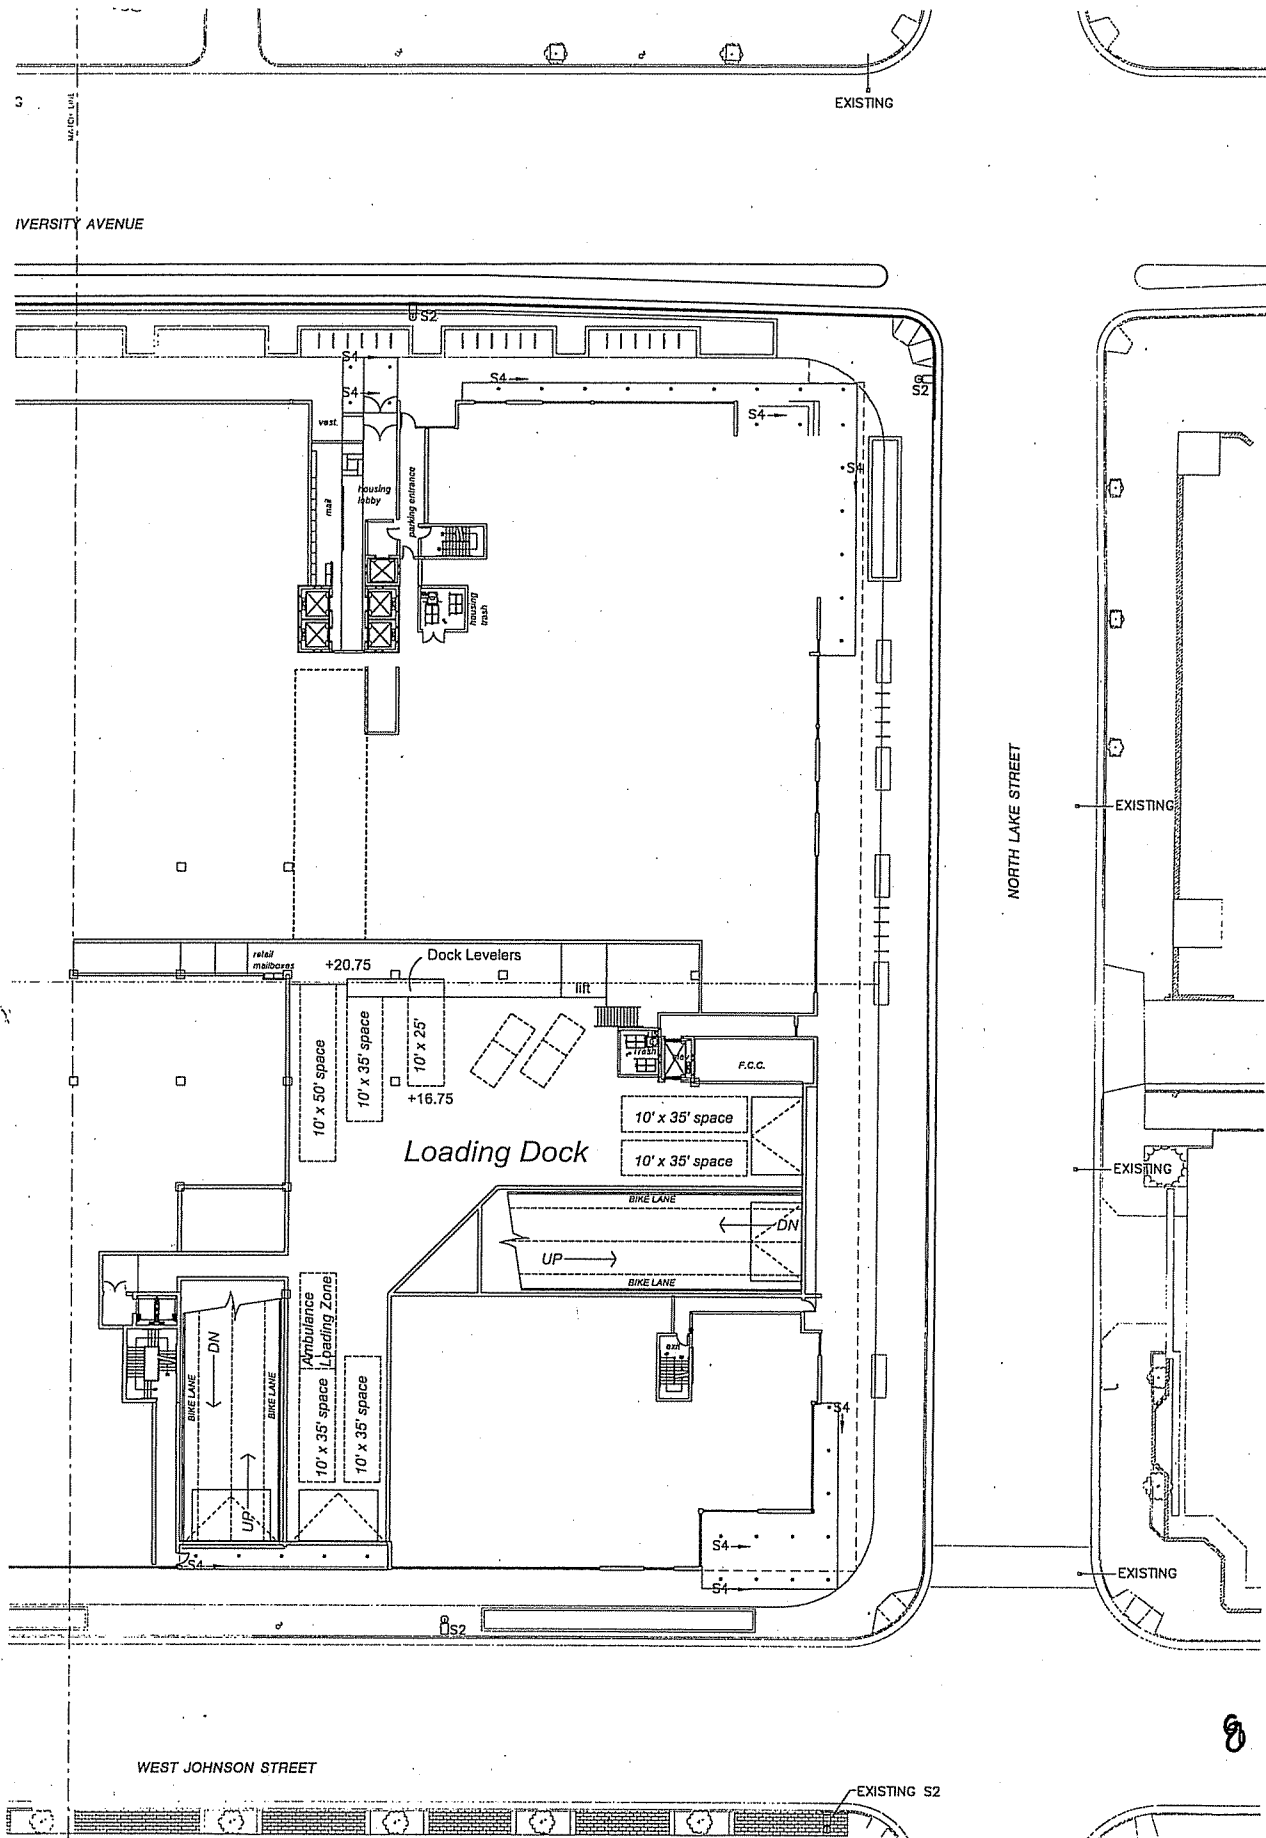 EXISTING
MATCH LINE
IVERSITY AVENUE
S2
S4
S4
S4
S2
S4
vest.
S4
mail
housing
lobby
parking entrance
housing
trash
NORTH LAKE STREET
EXISTING
retail
mailboxes
+20.75
Dock Levelers
lift
10' x 50' space
10' x 35' space
10' x 25'
trash
elev
F.C.C.
+16.75
10' x 35' space
Loading Dock
10' x 35' space
EXISTING
BIKE LANE
DN
UP
BIKE LANE
Ambulance
Loading Zone
DN
exit
BIKE LANE
BIKE LANE
10' x 35' space
10' x 35' space
S4
UP
S4
S4
S4
EXISTING
S2
WEST JOHNSON STREET
EXISTING S2